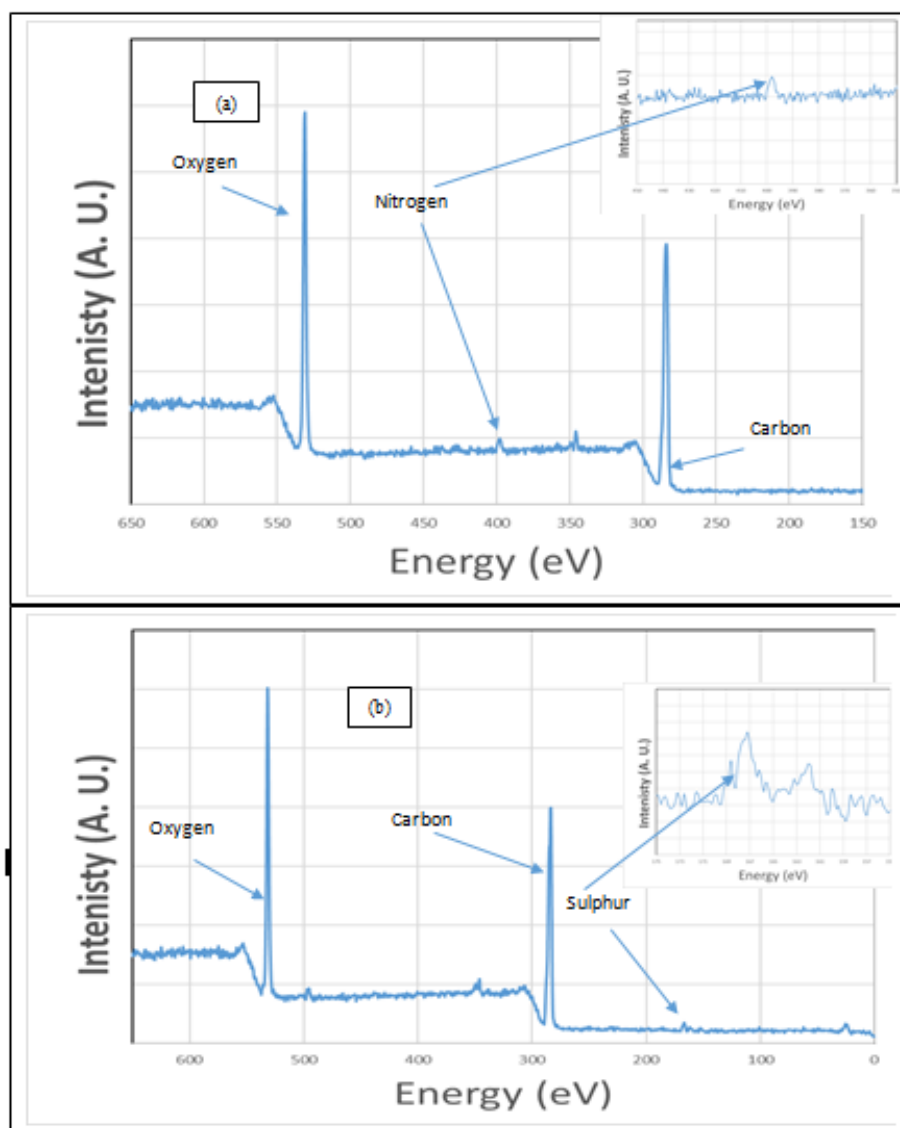 (a)
Intenisty (A. U.)
Energy (eV)
Oxygen
Nitrogen
Carbon
Intenisty (A. U.)
650 600 550 500 450 400 350 300 250 200 150
Energy (eV)
(b)
Intenisty (A. U.)
Energy (eV)
Oxygen
Carbon
Sulphur
Intenisty (A. U.)
600 500 400 300 200 100 0
Energy (eV)